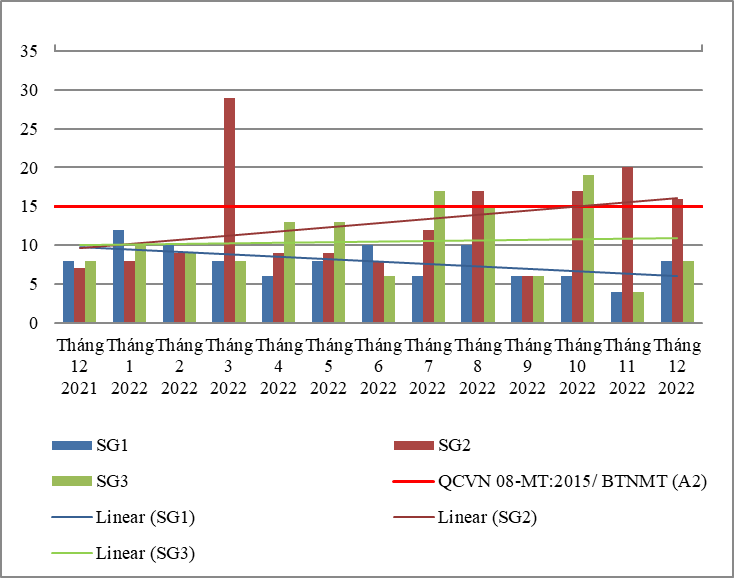 35
30
25
20
15
10
5
0
Tháng Tháng Tháng Tháng Tháng Tháng Tháng Tháng Tháng Tháng Tháng Tháng Tháng
12 1 2 3 4 5 6 7 8 9 10 11 12
2021 2022 2022 2022 2022 2022 2022 2022 2022 2022 2022 2022 2022
SG1 SG2
SG3 QCVN 08-MT:2015/ BTNMT (A2)
Linear (SG1) Linear (SG2)
Linear (SG3)